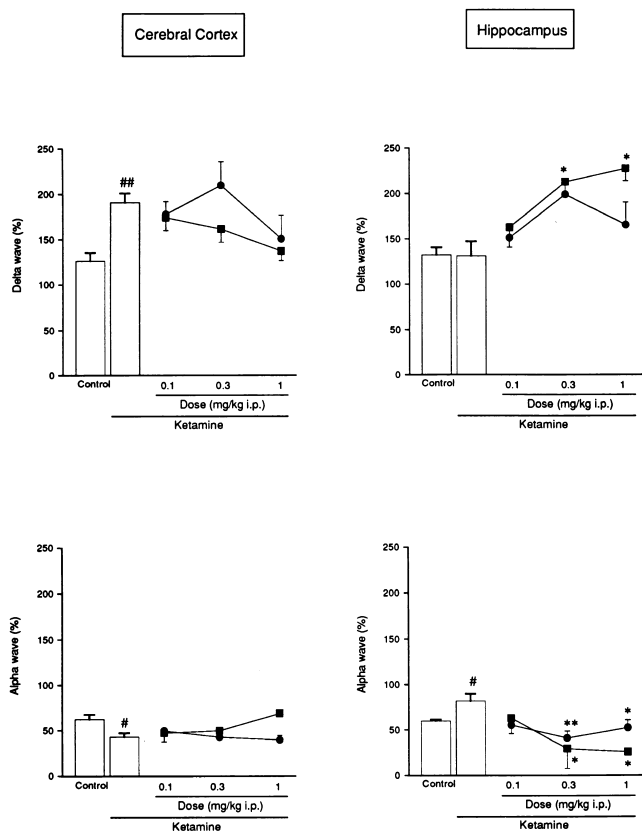 Cerebral Cortex
Hippocampus
Delta wave (%)
250
200
150
100
50
0
##
Control
0.1
0.3
1
Dose (mg/kg i.p.)
Ketamine
Delta wave (%)
250
200
150
100
50
0
*
*
Control
0.1
0.3
1
Dose (mg/kg i.p.)
Ketamine
Alpha wave (%)
250
200
150
100
50
0
#
Control
0.1
0.3
1
Dose (mg/kg i.p.)
Ketamine
Alpha wave (%)
250
200
150
100
50
0
#
**
*
*
*
Control
0.1
0.3
1
Dose (mg/kg i.p.)
Ketamine